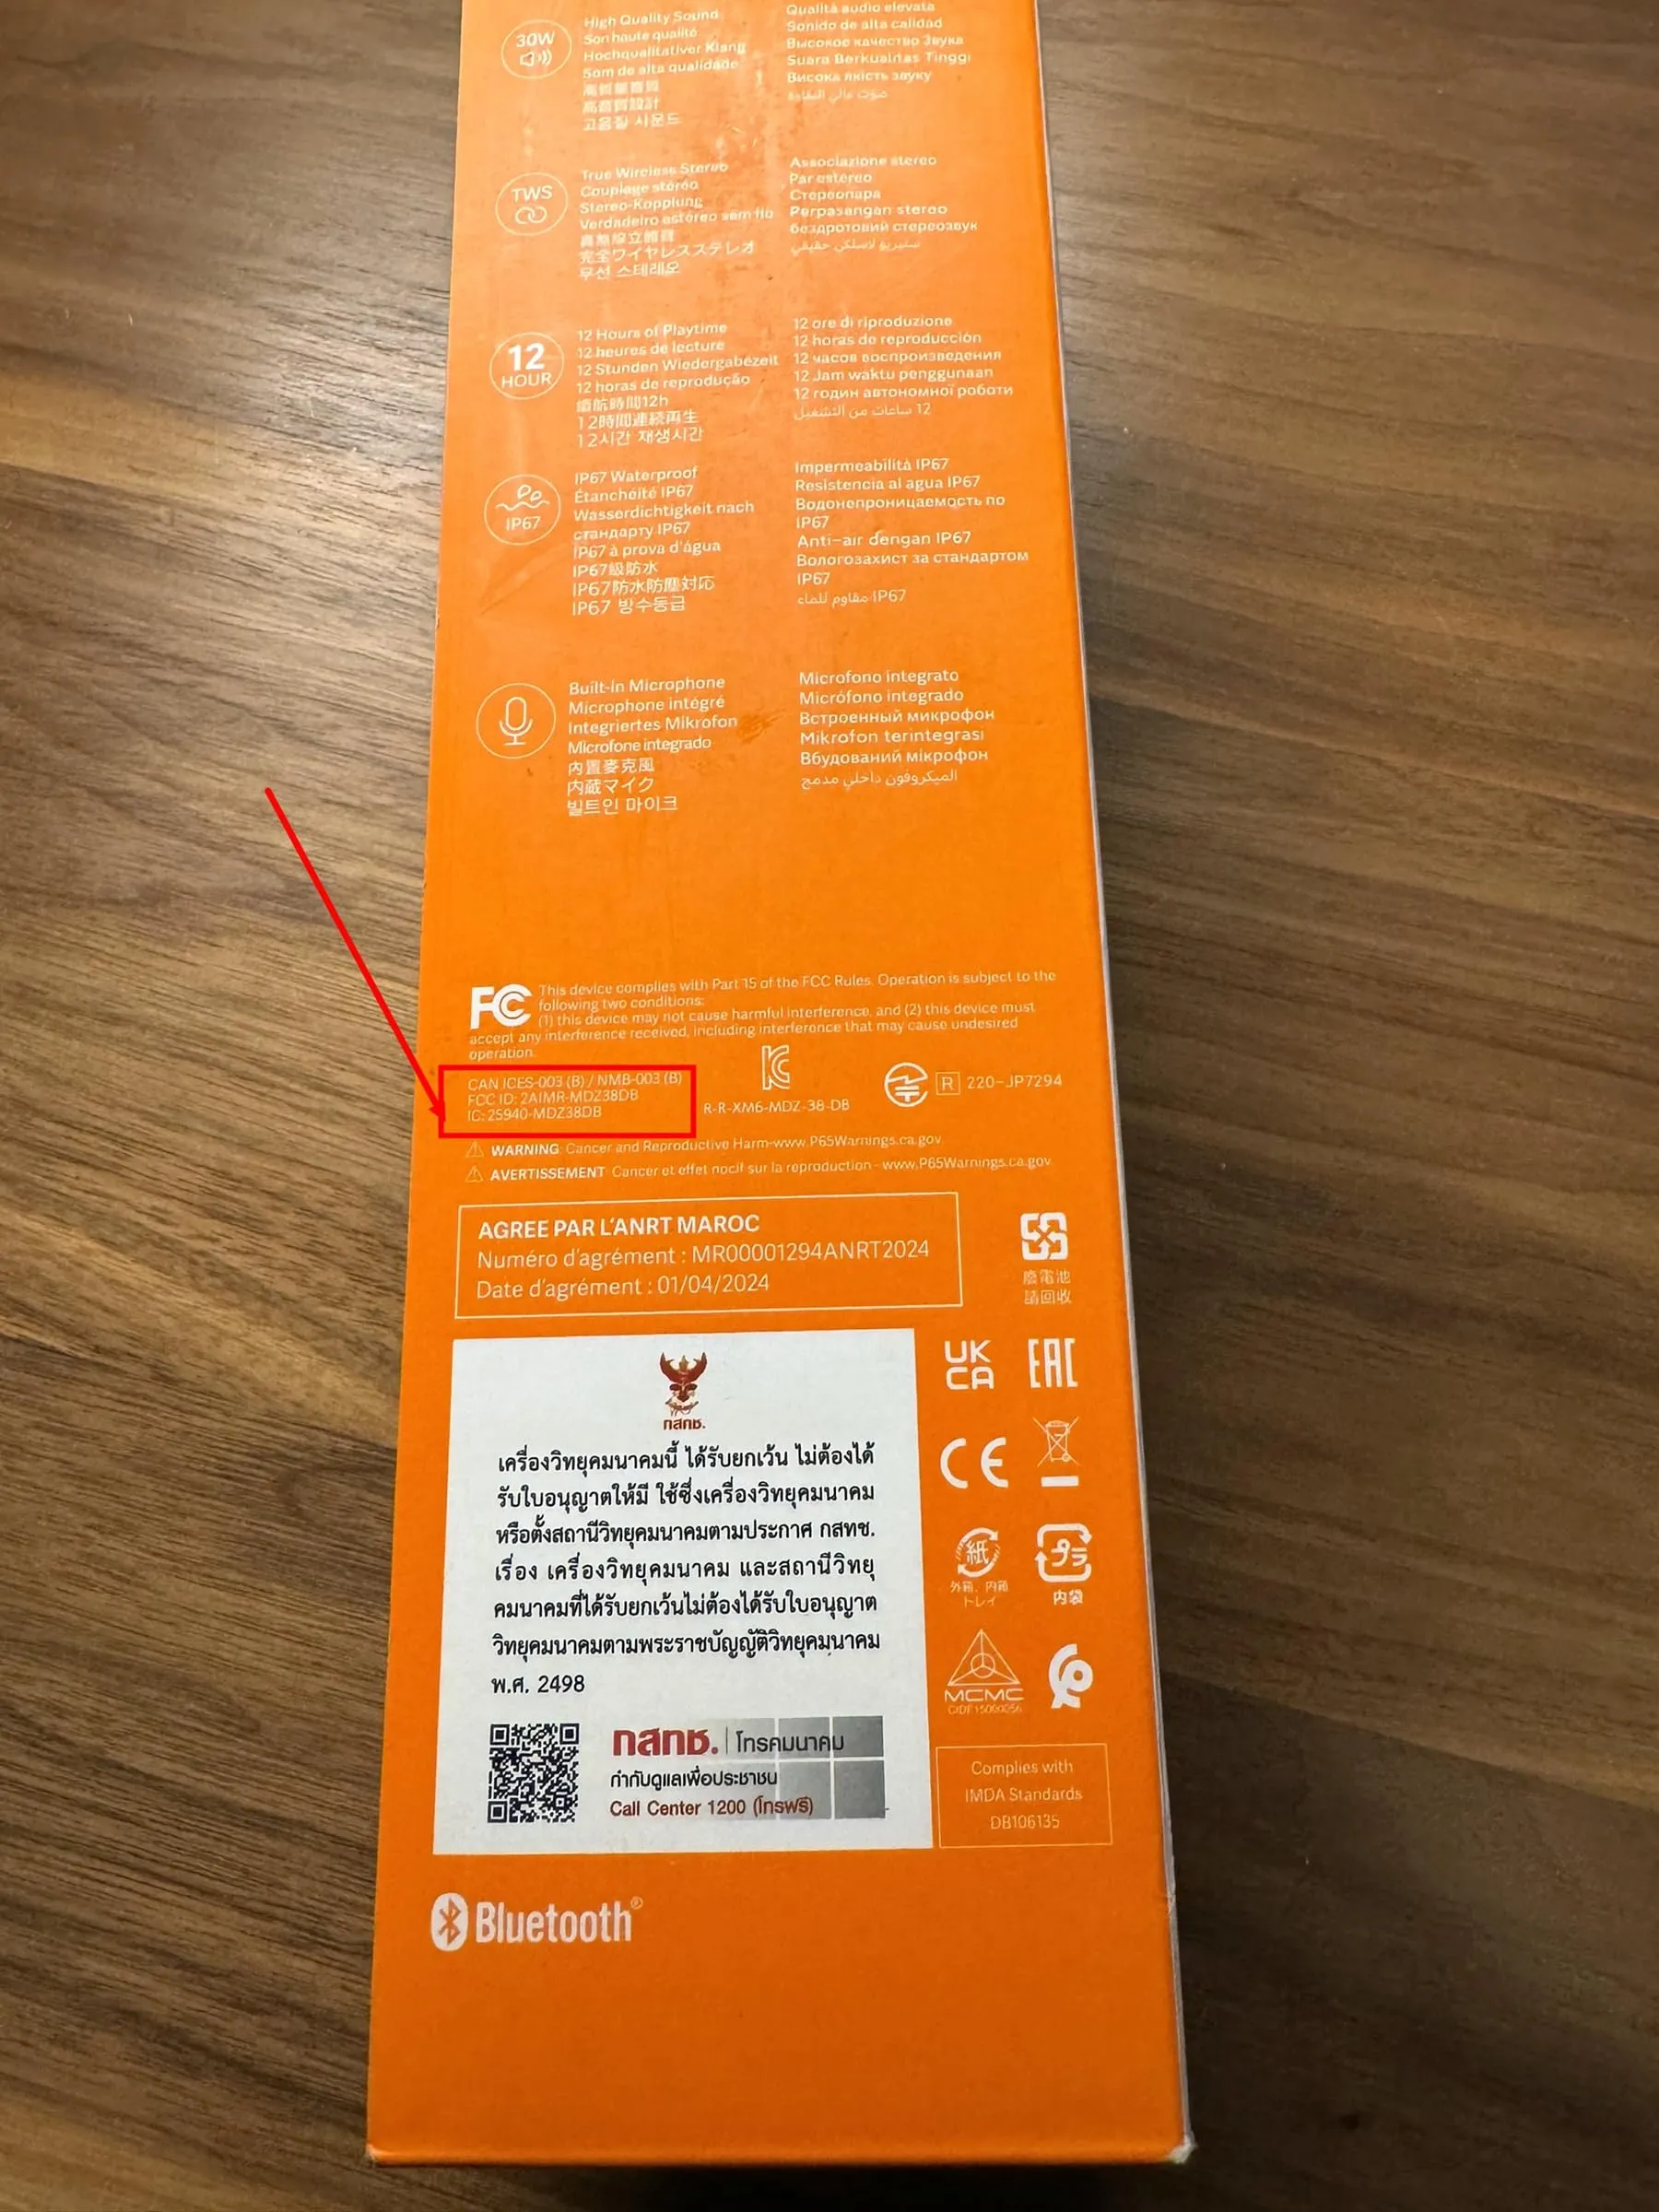 30W
High Quality Sound
Son haute qualité
Hochqualitativer Klang
Som de alta qualidade
高質量音質
高音質設計
고음질 사운드
Qualità audio elevata
Sonido de alta calidad
Высокое качество Звука
Suara Berkualitas Tinggi
Висока якість звуку
صوت عالي النقاوة
TWS
True Wireless Stereo
Couplage stéréo
Stereo-Kopplung
Verdadeiro estéreo sem fio
真無線立體聲
完全ワイヤレスステレオ
무선 스테레오
Associazione stereo
Par estéreo
Стереопара
Perpasangan stereo
бездротовий стереозвук
ستيريو لاسلكي حقيقي
12
HOUR
12 Hours of Playtime
12 heures de lecture
12 Stunden Wiedergabezeit
12 horas de reprodução
續航時間12h
12時間連続再生
12시간 재생시간
12 ore di riproduzione
12 horas de reproducción
12 часов воспроизведения
12 Jam waktu penggunaan
12 годин автономної роботи
12 ساعات من التشغيل
IP67
IP67 Waterproof
Étanchéité IP67
Wasserdichtigkeit nach
стандарту IP67
IP67 à prova d'água
IP67級防水
IP67防水防塵対応
IP67 방수등급
Impermeabilità IP67
Resistencia al agua IP67
Водонепроницаемость по
IP67
Anti-air dengan IP67
Вологозахист за стандартом
IP67
مقاوم للماء IP67
Built-In Microphone
Microphone intégré
Integriertes Mikrofon
Microfone integrado
內置麥克風
内蔵マイク
빌트인 마이크
Microfono integrato
Micrófono integrado
Встроенный микрофон
Mikrofon terintegrasi
Вбудований мікрофон
الميكروفون داخلي مدمج
FC This device complies with Part 15 of the FCC Rules. Operation is subject to the
following two conditions:
(1) this device may not cause harmful interference, and (2) this device must
accept any interference received, including interference that may cause undesired
operation.
CAN ICES-003 (B) / NMB-003 (B)
FCC ID: 2AIMR-MDZ38DB
IC: 25940-MDZ38DB
R-R-XM6-MDZ-38-DB
R 220-JP7294
WARNING: Cancer and Reproductive Harm-www.P65Warnings.ca.gov
AVERTISSEMENT: Cancer et effet nocif sur la reproduction - www.P65Warnings.ca.gov
AGREE PAR L'ANRT MAROC
Numéro d'agrément : MR00001294ANRT2024
Date d'agrément : 01/04/2024
廢電池
請回收
UK
CA
EAC
CE
กสทช.
เครื่องวิทยุคมนาคมนี้ ได้รับยกเว้น ไม่ต้องได้
รับใบอนุญาตให้มี ใช้ซึ่งเครื่องวิทยุคมนาคม
หรือตั้งสถานีวิทยุคมนาคมตามประกาศ กสทช.
เรื่อง เครื่องวิทยุคมนาคม และสถานีวิทยุ
คมนาคมที่ได้รับยกเว้นไม่ต้องได้รับใบอนุญาต
วิทยุคมนาคมตามพระราชบัญญัติวิทยุคมนาคม
พ.ศ. 2498
กสทช. | โทรคมนาคม
กำกับดูแลเพื่อประชาชน
Call Center 1200 (โทรฟรี)
紙
外箱、内箱
トレイ
プラ
内袋
MCMC
CIDF15000056
Complies with
IMDA Standards
DB106135
Bluetooth®